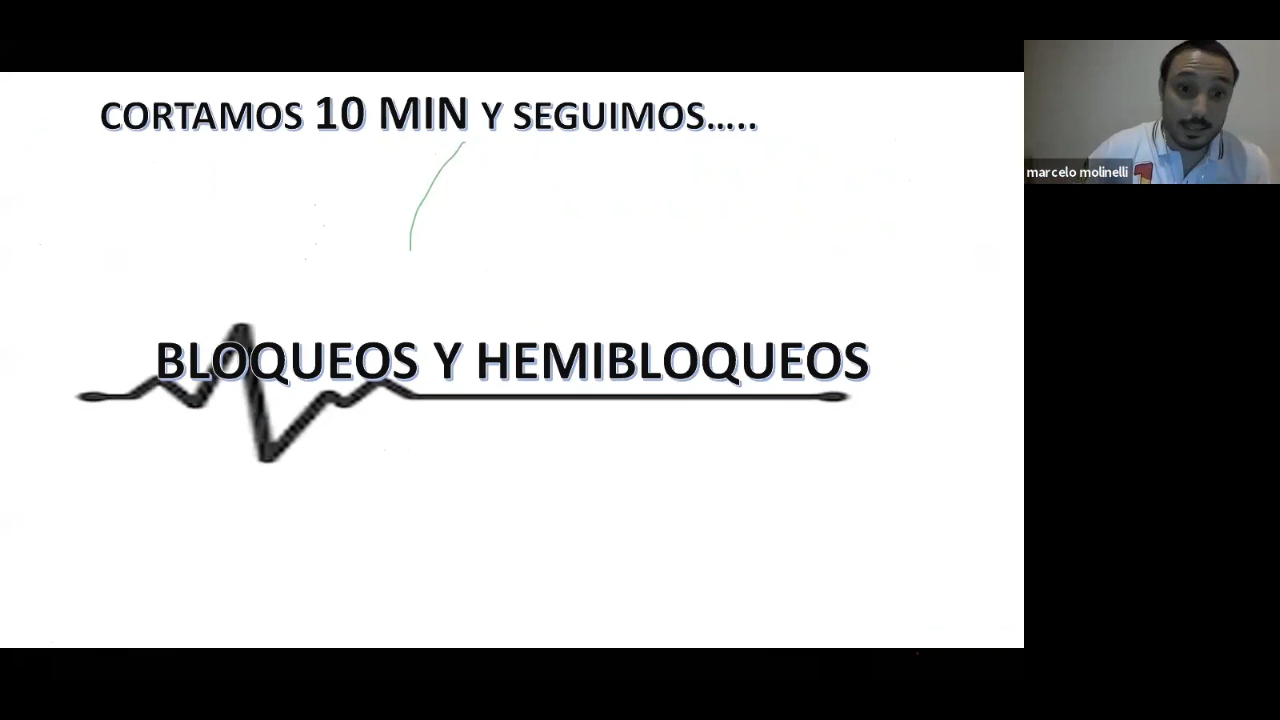 CORTAMOS 10 MIN Y SEGUIMOS.....
marcelo molinelli
BLOQUEOS Y HEMIBLOQUEOS